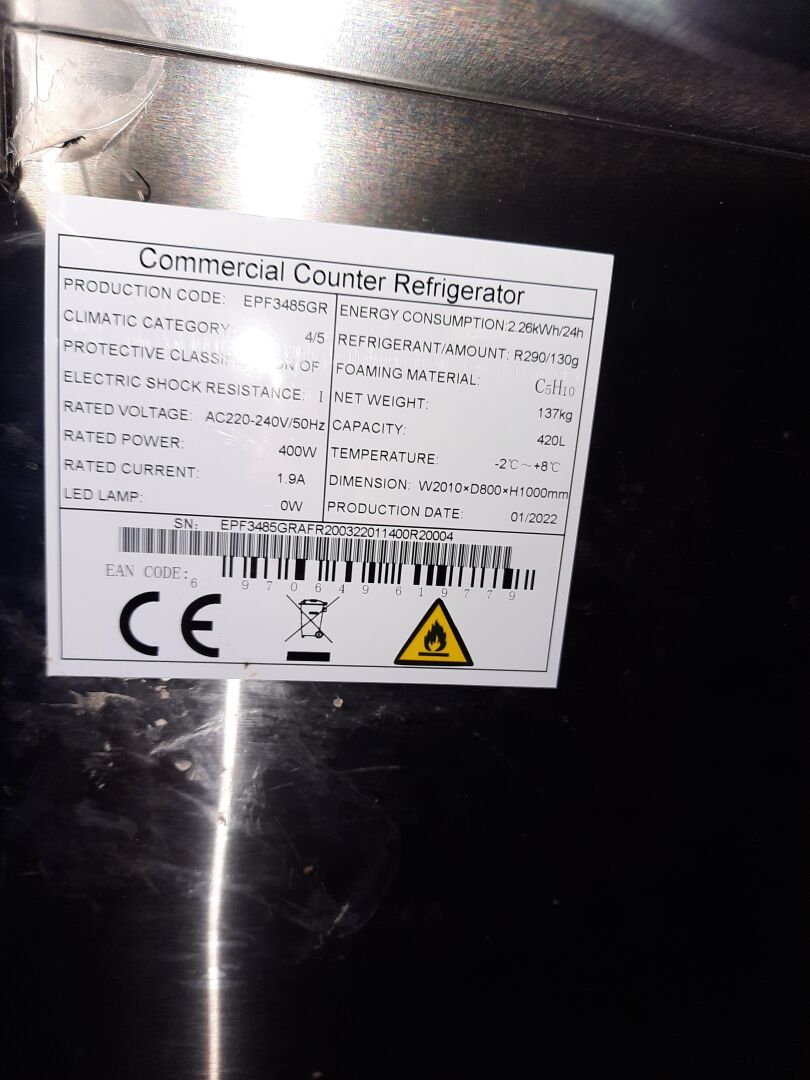 Commercial Counter Refrigerator
PRODUCTION CODE: EPF3485GR
CLIMATIC CATEGORY: 4/5
PROTECTIVE CLASSIFICATION OF
ELECTRIC SHOCK RESISTANCE: I
RATED VOLTAGE: AC220-240V/50Hz
RATED POWER: 400W
RATED CURRENT: 1.9A
LED LAMP: 0W
ENERGY CONSUMPTION:2.26kWh/24h
REFRIGERANT/AMOUNT: R290/130g
FOAMING MATERIAL: C₅H₁₀
NET WEIGHT: 137kg
CAPACITY: 420L
TEMPERATURE: -2℃~+8℃
DIMENSION: W2010×D800×H1000mm
PRODUCTION DATE: 01/2022
SN: EPF3485GRAFR200322011400R20004
EAN CODE:
6 970649 619779
CE